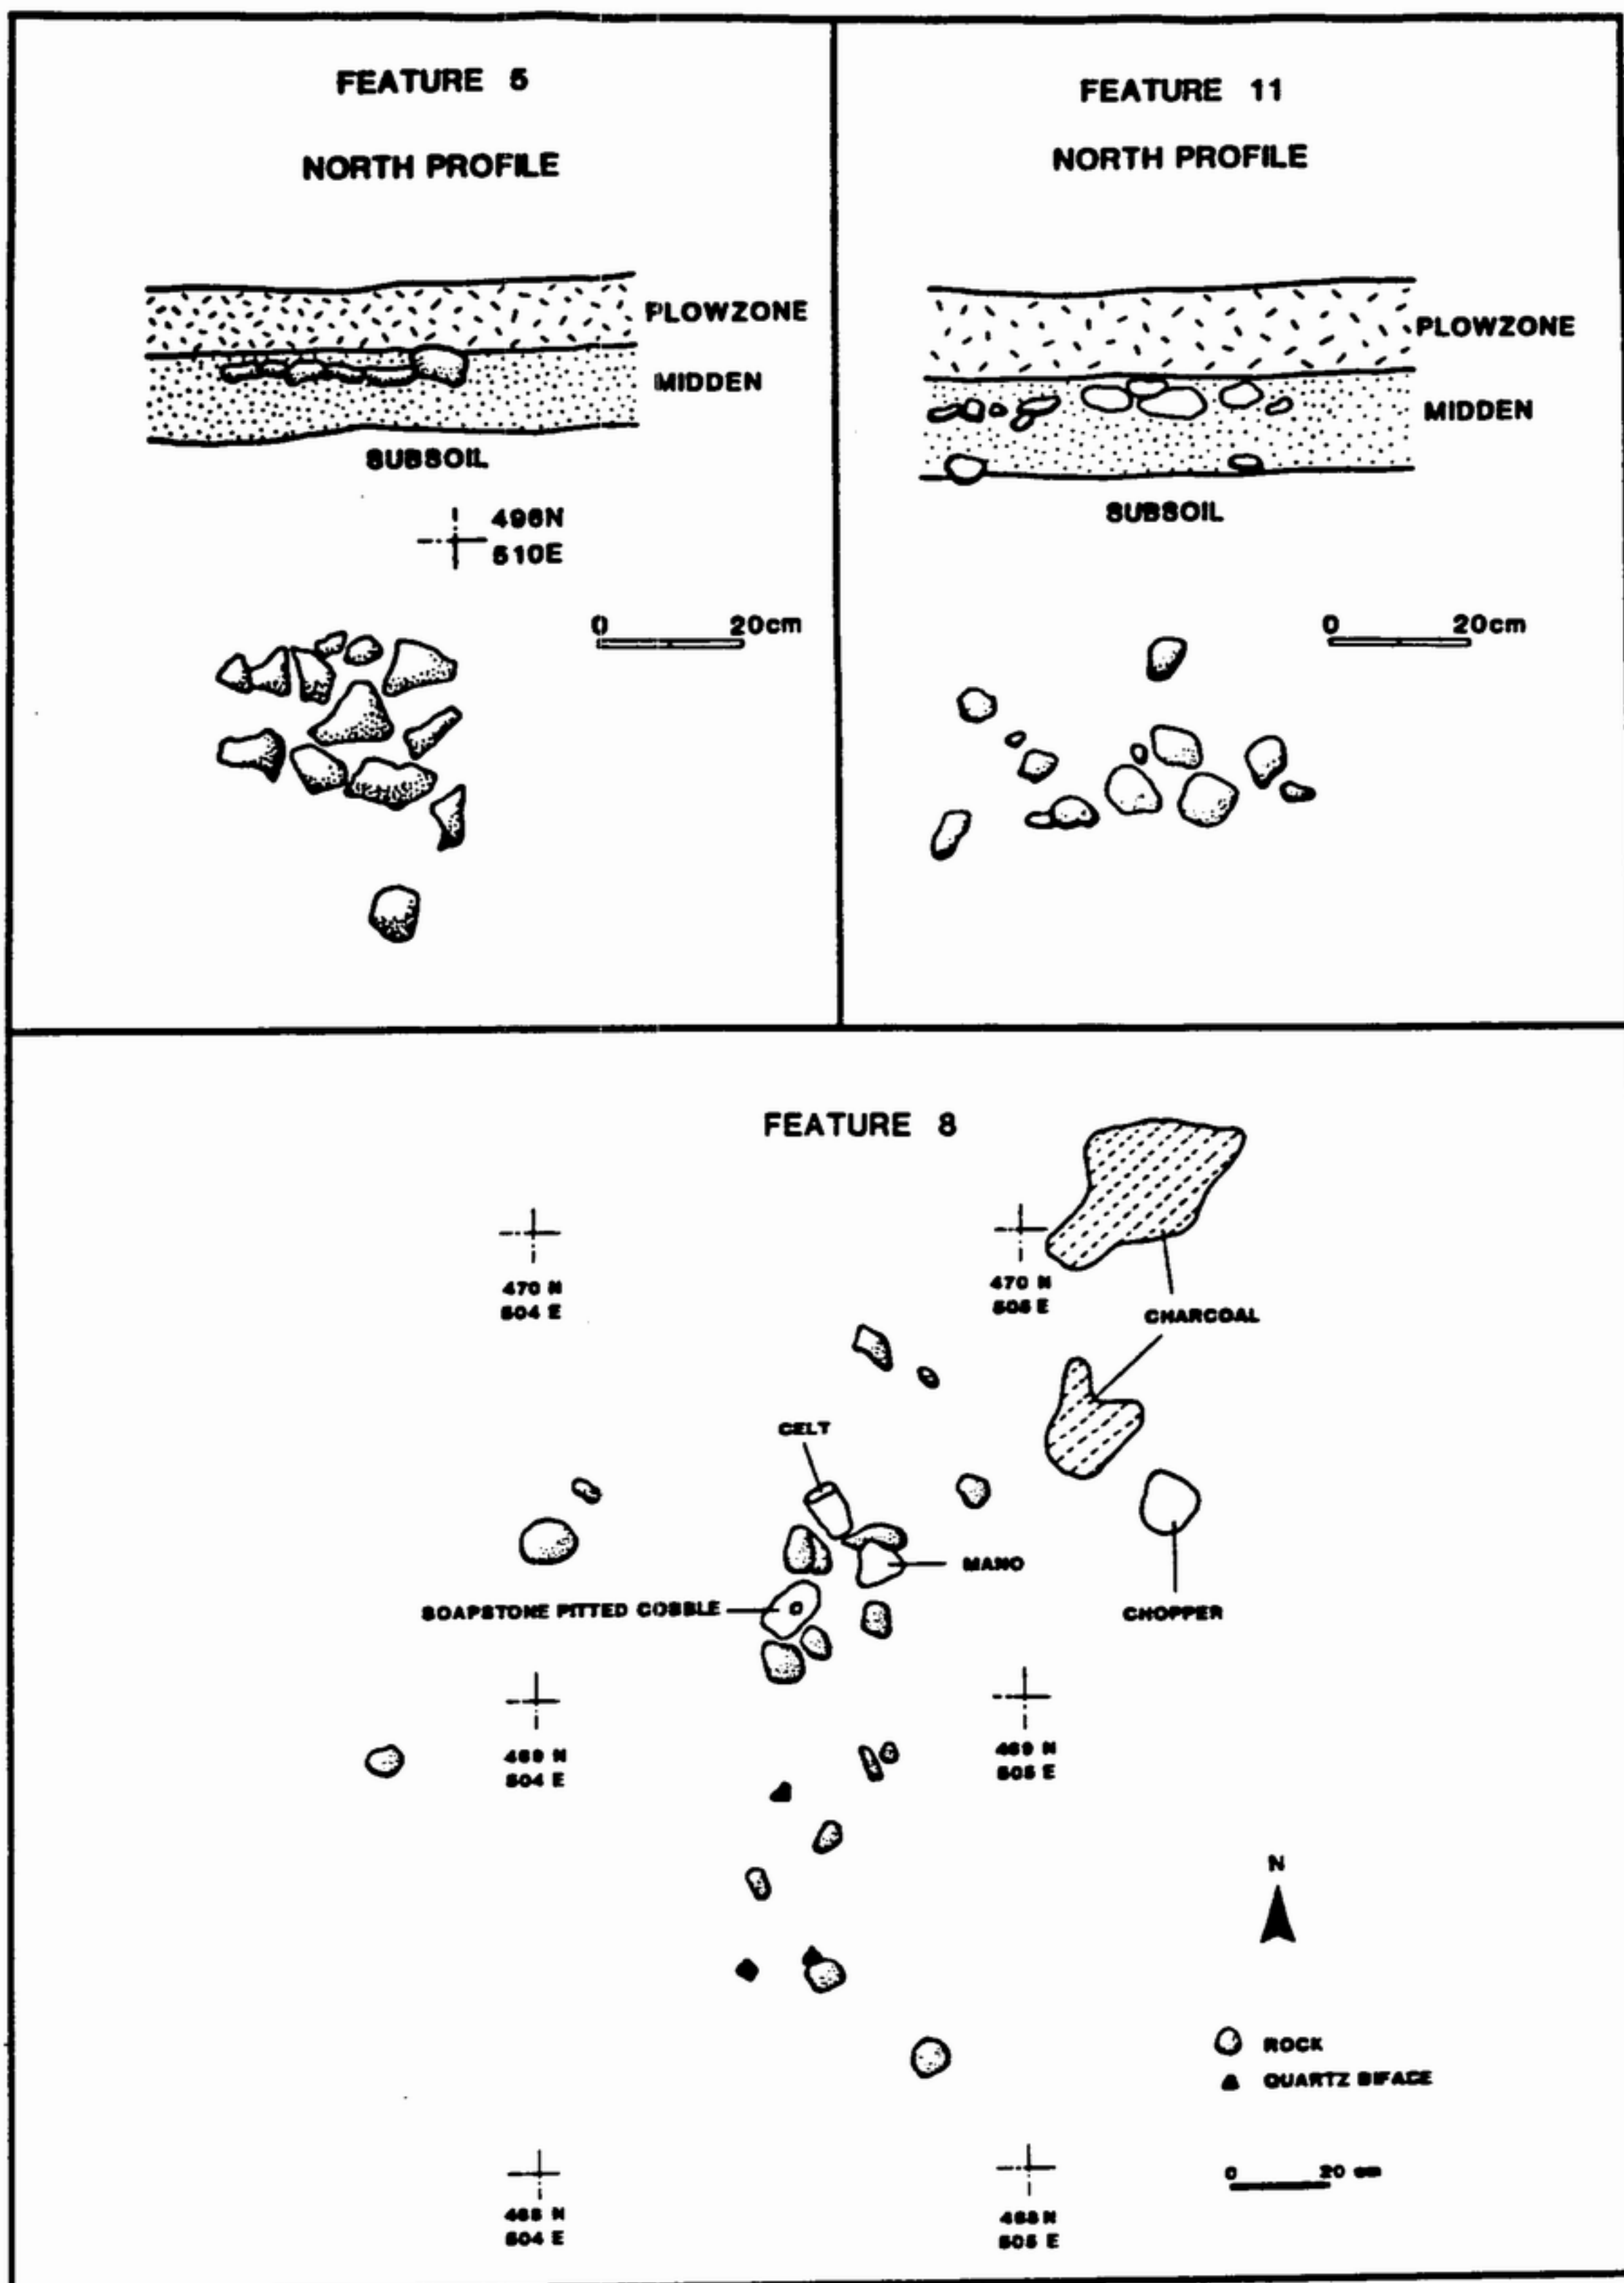 FEATURE 5
NORTH PROFILE
PLOWZONE
MIDDEN
SUBSOIL
496N
510E
0 20cm
FEATURE 11
NORTH PROFILE
PLOWZONE
MIDDEN
SUBSOIL
0 20cm
FEATURE 8
470 N
504 E
470 N
505 E
CHARCOAL
CELT
MANO
SOAPSTONE PITTED COBBLE
CHOPPER
469 N
504 E
469 N
505 E
N
ROCK
QUARTZ BIFACE
0 20 cm
468 N
504 E
468 N
505 E